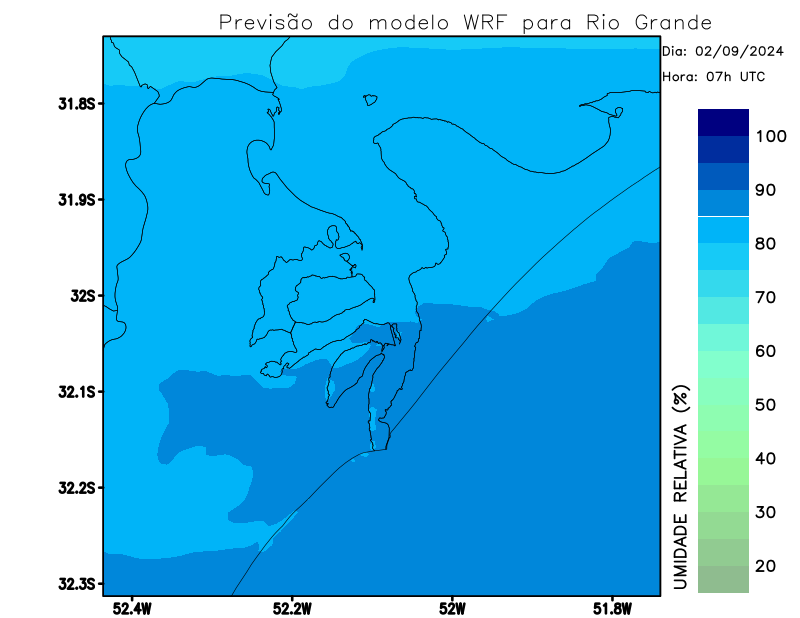 Previsão do modelo WRF para Rio Grande
Dia: 02/09/2024
Hora: 07h UTC
31.8S
31.9S
32S
32.1S
32.2S
32.3S
52.4W
52.2W
52W
51.8W
UMIDADE RELATIVA (%)
100
90
80
70
60
50
40
30
20